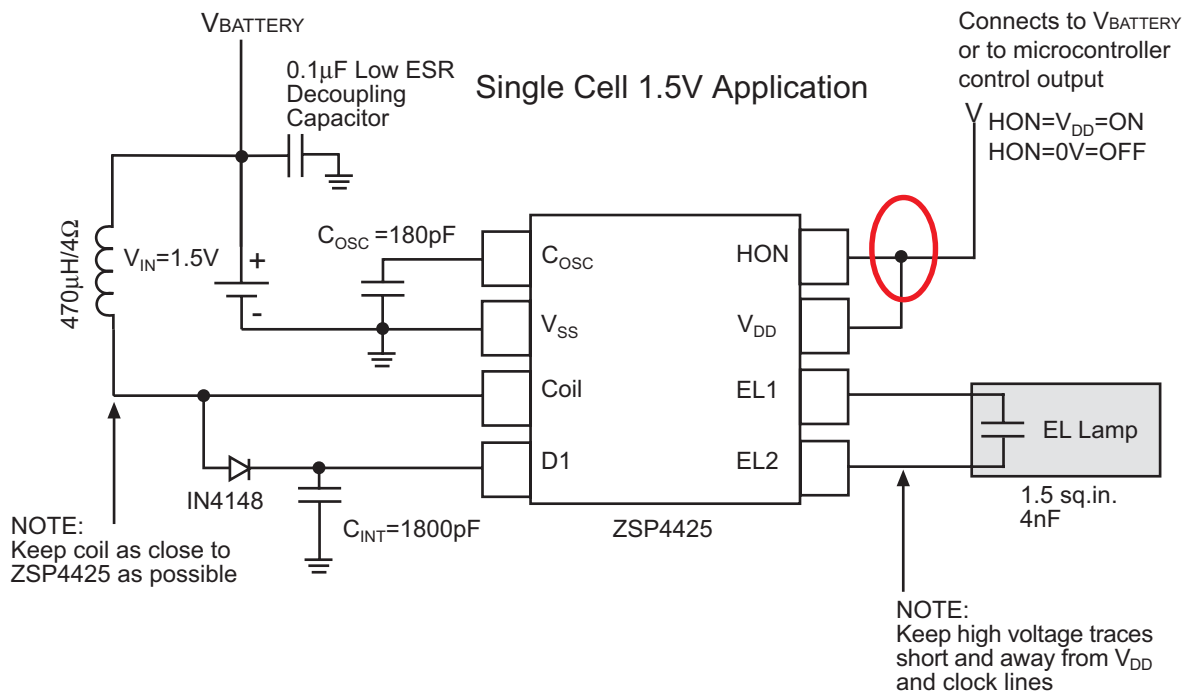 VBATTERY
0.1μF Low ESR
Decoupling
Capacitor
Single Cell 1.5V Application
Connects to VBATTERY
or to microcontroller
control output
V
HON=VDD=ON
HON=0V=OFF
470μH/4Ω
VIN=1.5V
+
-
COSC =180pF
COSC
HON
VSS
VDD
Coil
EL1
D1
EL2
EL Lamp
1.5 sq.in.
4nF
IN4148
CINT=1800pF
ZSP4425
NOTE:
Keep coil as close to
ZSP4425 as possible
NOTE:
Keep high voltage traces
short and away from VDD
and clock lines